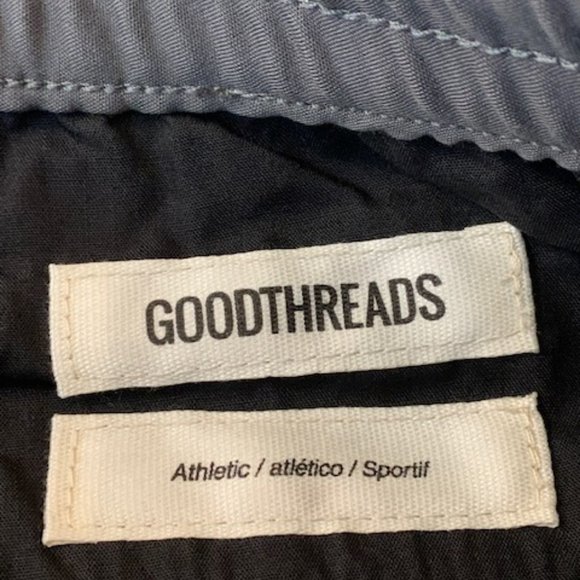 GOODTHREADS
Athletic / atlético / Sportif